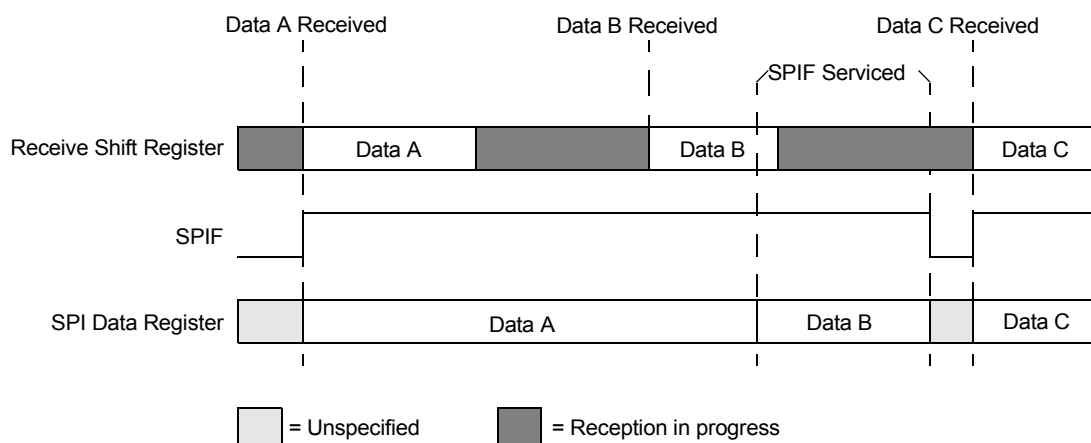 Data A Received
Data B Received
Data C Received
SPIF Serviced
Receive Shift Register
Data A
Data B
Data C
SPIF
SPI Data Register
Data A
Data B
Data C
= Unspecified
= Reception in progress